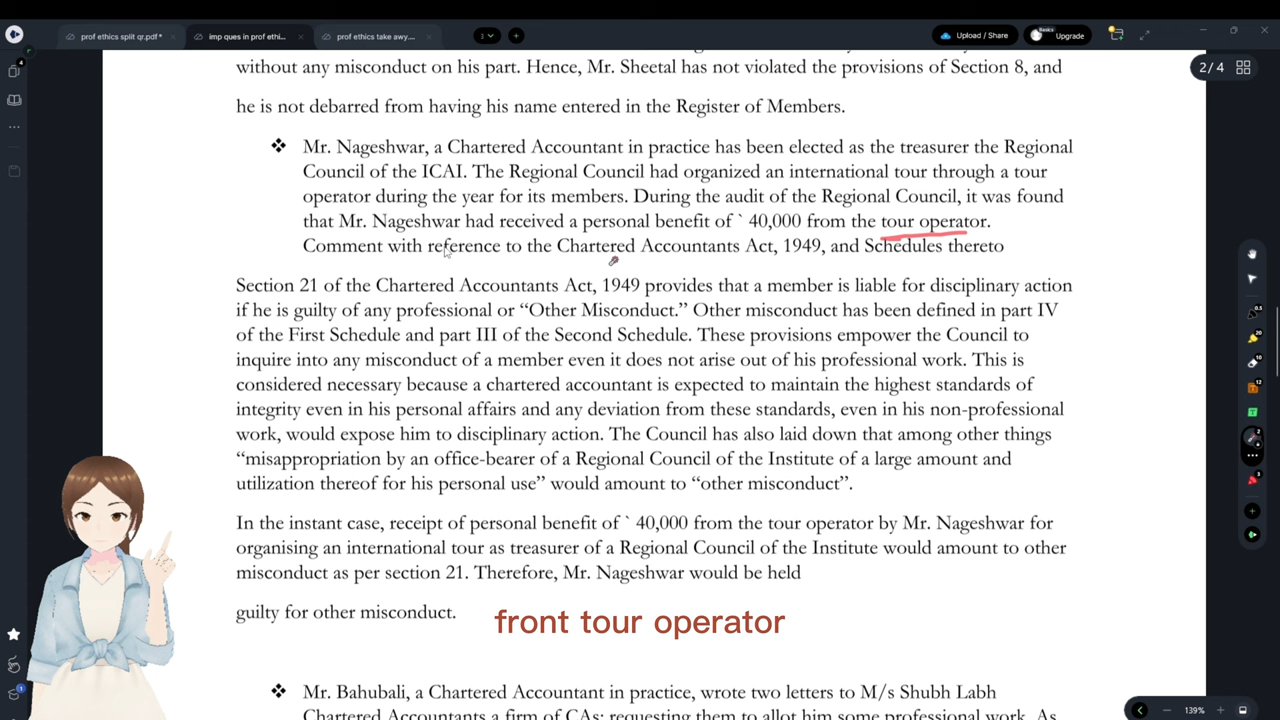 prof ethics split qr.pdf*
imp ques in prof ethi...
prof ethics take awy....
3
Upload / Share
Basics
Upgrade
2 / 4
without any misconduct on his part. Hence, Mr. Sheetal has not violated the provisions of Section 8, and
he is not debarred from having his name entered in the Register of Members.
❖ Mr. Nageshwar, a Chartered Accountant in practice has been elected as the treasurer the Regional
Council of the ICAI. The Regional Council had organized an international tour through a tour
operator during the year for its members. During the audit of the Regional Council, it was found
that Mr. Nageshwar had received a personal benefit of ` 40,000 from the tour operator.
Comment with reference to the Chartered Accountants Act, 1949, and Schedules thereto
Section 21 of the Chartered Accountants Act, 1949 provides that a member is liable for disciplinary action
if he is guilty of any professional or “Other Misconduct.” Other misconduct has been defined in part IV
of the First Schedule and part III of the Second Schedule. These provisions empower the Council to
inquire into any misconduct of a member even it does not arise out of his professional work. This is
considered necessary because a chartered accountant is expected to maintain the highest standards of
integrity even in his personal affairs and any deviation from these standards, even in his non-professional
work, would expose him to disciplinary action. The Council has also laid down that among other things
“misappropriation by an office-bearer of a Regional Council of the Institute of a large amount and
utilization thereof for his personal use” would amount to “other misconduct”.
In the instant case, receipt of personal benefit of ` 40,000 from the tour operator by Mr. Nageshwar for
organising an international tour as treasurer of a Regional Council of the Institute would amount to other
misconduct as per section 21. Therefore, Mr. Nageshwar would be held
guilty for other misconduct.
front tour operator
❖ Mr. Bahubali, a Chartered Accountant in practice, wrote two letters to M/s Shubh Labh
Chartered Accountants a firm of CAs; requesting them to allot him some professional work. As
139%